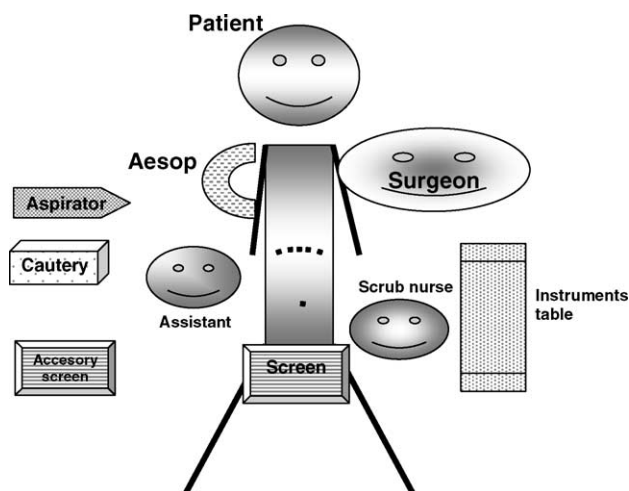 Patient
Aesop
Surgeon
Aspirator
Cautery
Assistant
Scrub nurse
Instruments
table
Accesory
screen
Screen